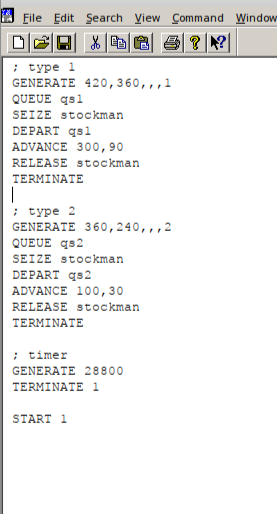 File Edit Search View Command Window
; type 1
GENERATE 420,360,,,1
QUEUE qs1
SEIZE stockman
DEPART qs1
ADVANCE 300,90
RELEASE stockman
TERMINATE
; type 2
GENERATE 360,240,,,2
QUEUE qs2
SEIZE stockman
DEPART qs2
ADVANCE 100,30
RELEASE stockman
TERMINATE
; timer
GENERATE 28800
TERMINATE 1
START 1